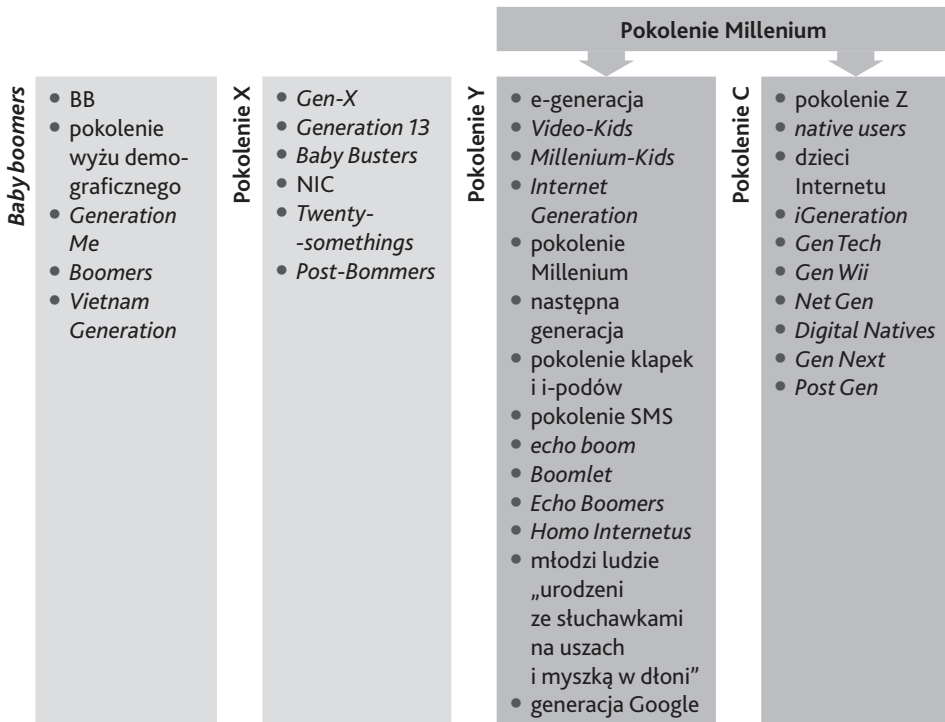 Pokolenie Millenium
Baby boomers
• BB
• pokolenie
wyżu demo-
graficznego
• Generation
Me
• Boomers
• Vietnam
Generation
Pokolenie X
• Gen-X
• Generation 13
• Baby Busters
• NIC
• Twenty-
-somethings
• Post-Bommers
Pokolenie Y
• e-generacja
• Video-Kids
• Millenium-Kids
• Internet
Generation
• pokolenie
Millenium
• następna
generacja
• pokolenie klapek
i i-podów
• pokolenie SMS
• echo boom
• Boomlet
• Echo Boomers
• Homo Internetus
• młodzi ludzie
„urodzeni
ze słuchawkami
na uszach
i myszką w dłoni”
• generacja Google
Pokolenie C
• pokolenie Z
• native users
• dzieci
Internetu
• iGeneration
• Gen Tech
• Gen Wii
• Net Gen
• Digital Natives
• Gen Next
• Post Gen